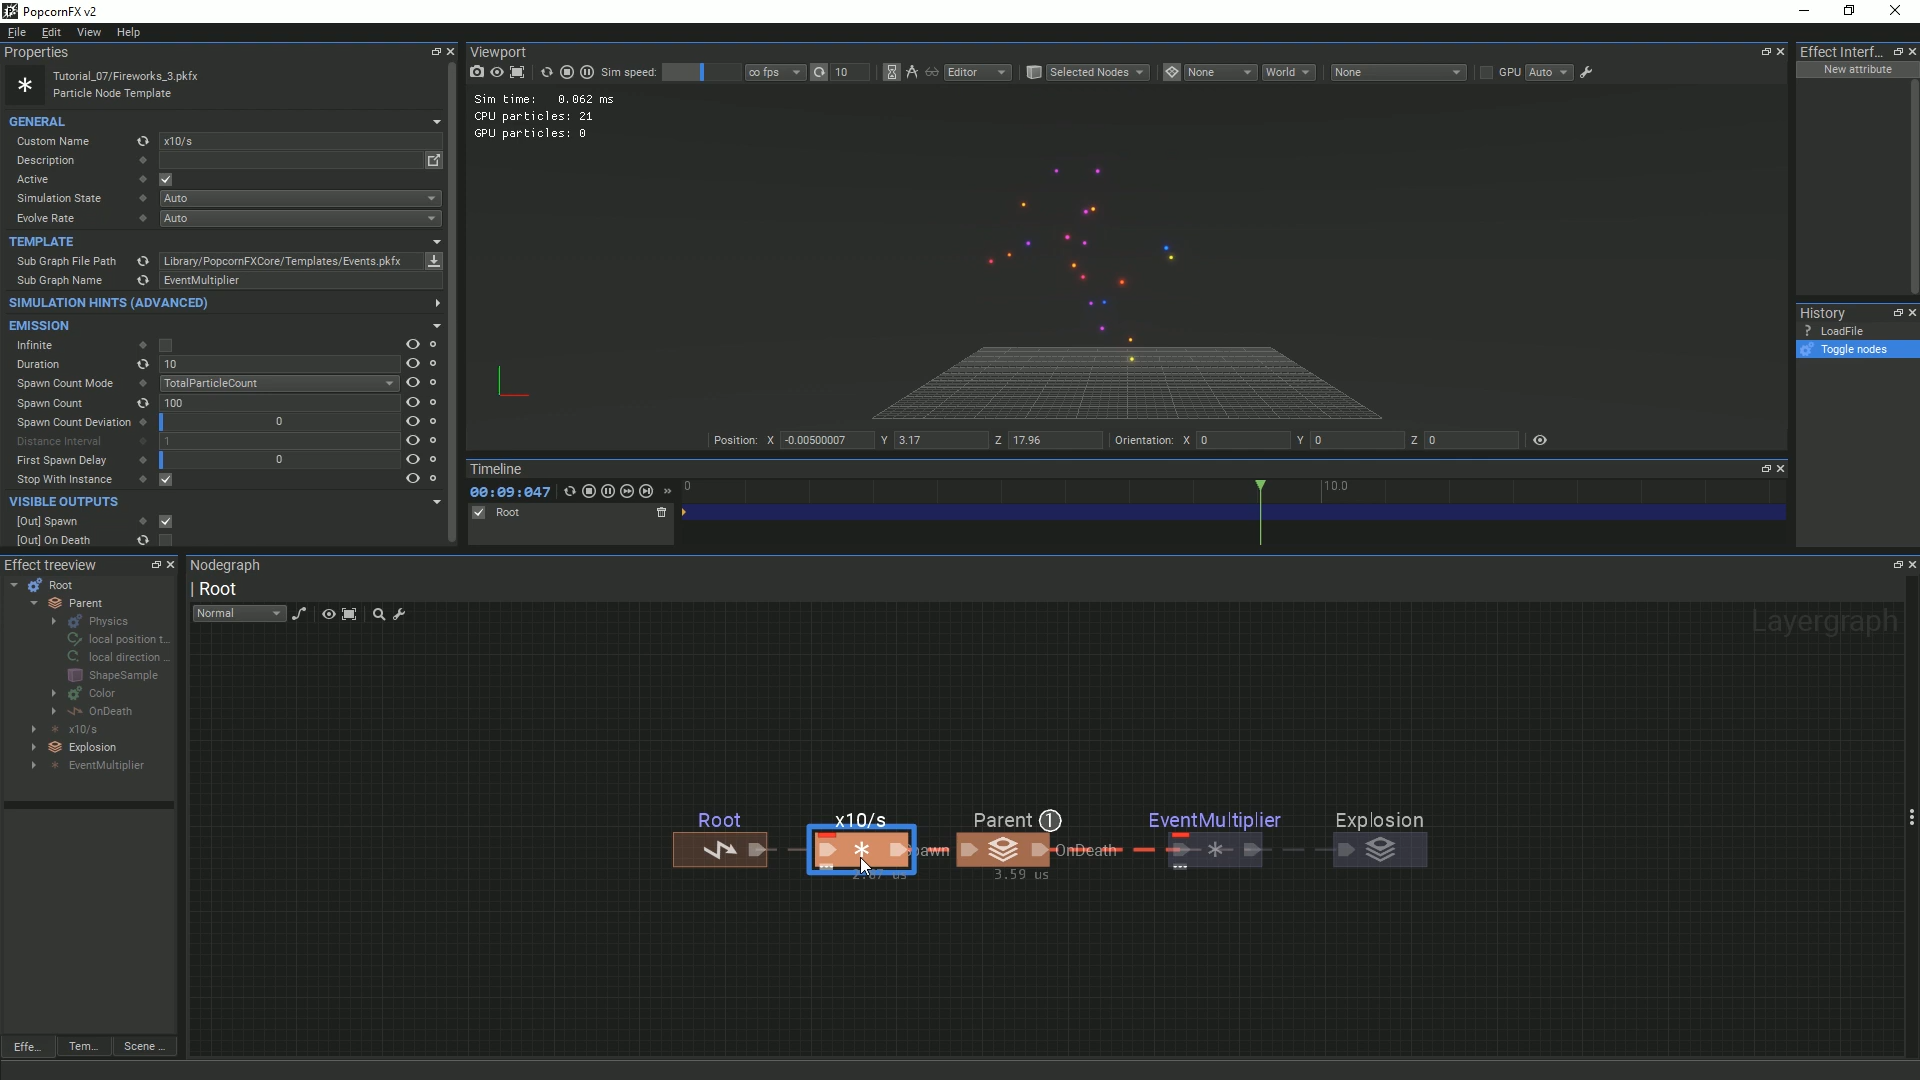 PopcornFX v2
File Edit View Help
Properties
Tutorial_07/Fireworks_3.pkfx
Particle Node Template
GENERAL
Custom Name x10/s
Description
Active
Simulation State Auto
Evolve Rate Auto
TEMPLATE
Sub Graph File Path Library/PopcornFXCore/Templates/Events.pkfx
Sub Graph Name EventMultiplier
SIMULATION HINTS (ADVANCED)
EMISSION
Infinite
Duration 10
Spawn Count Mode TotalParticleCount
Spawn Count 100
Spawn Count Deviation 0
Distance Interval 1
First Spawn Delay 0
Stop With Instance
VISIBLE OUTPUTS
[Out] Spawn
[Out] On Death
Viewport
Sim speed: ∞ fps 10 Editor Selected Nodes None World None GPU Auto
Sim time: 0.062 ms
CPU particles: 21
GPU particles: 0
Position: X -0.00500007 Y 3.17 Z 17.96 Orientation: X 0 Y 0 Z 0
Timeline
00:09:047 » 0 10.0
Root
Effect Interf...
New attribute
History
? LoadFile
Toggle nodes
Effect treeview
Root
Parent
Physics
local position t...
local direction ...
ShapeSample
Color
OnDeath
x10/s
Explosion
EventMultiplier
Effe... Tem... Scene ...
Nodegraph
| Root
Normal
Layergraph
Root x10/s Parent 1 EventMultiplier Explosion
OnDeath
3.59 us